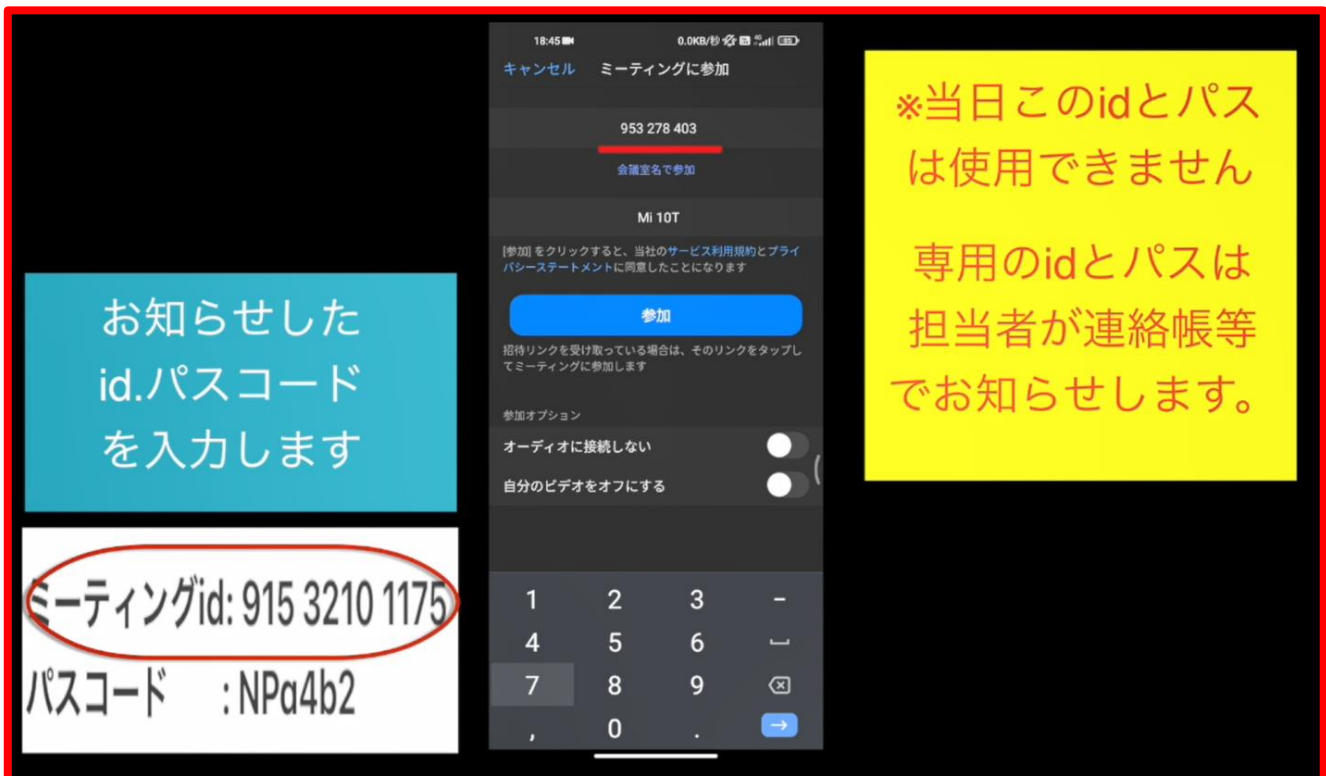 お知らせした
id.パスコード
を入力します
ミーティングid: 915 3210 1175
パスコード : NPa4b2
18:45 0.0KB/秒 4G 85
キャンセル ミーティングに参加
953 278 403
会議室名で参加
Mi 10T
[参加] をクリックすると、当社のサービス利用規約とプライ
バシーステートメントに同意したことになります
参加
招待リンクを受け取っている場合は、そのリンクをタップし
てミーティングに参加します
参加オプション
オーディオに接続しない
自分のビデオをオフにする
1 2 3 -
4 5 6
7 8 9
, 0 .
※当日このidとパス
は使用できません
専用のidとパスは
担当者が連絡帳等
でお知らせします。